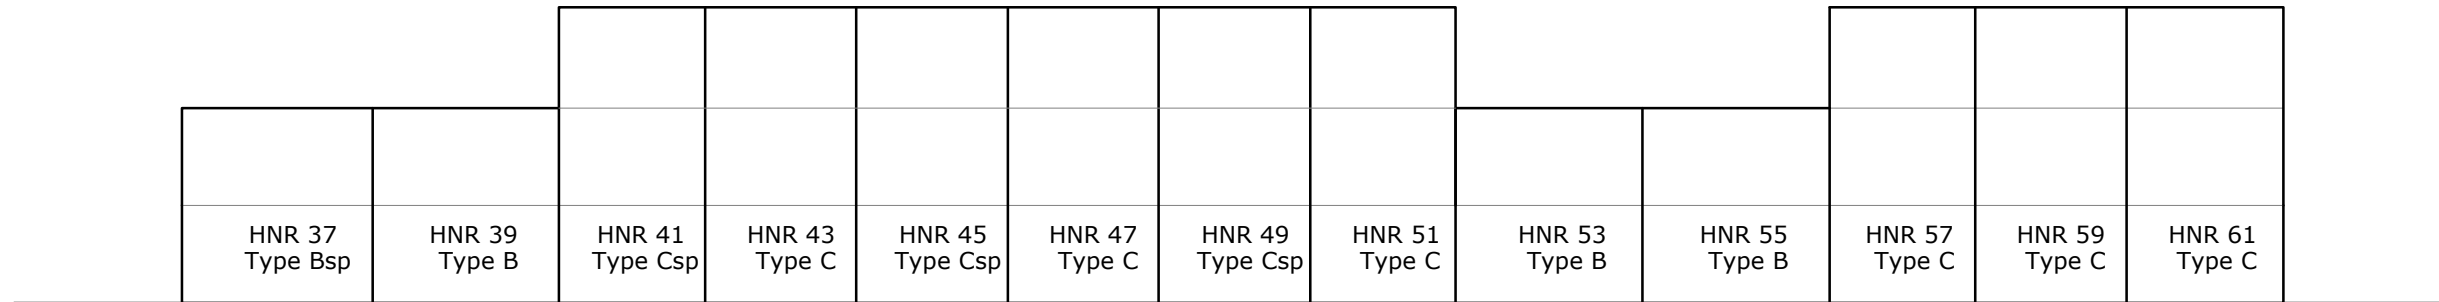 HNR 37
Type Bsp
HNR 39
Type B
HNR 41
Type Csp
HNR 43
Type C
HNR 45
Type Csp
HNR 47
Type C
HNR 49
Type Csp
HNR 51
Type C
HNR 53
Type B
HNR 55
Type B
HNR 57
Type C
HNR 59
Type C
HNR 61
Type C